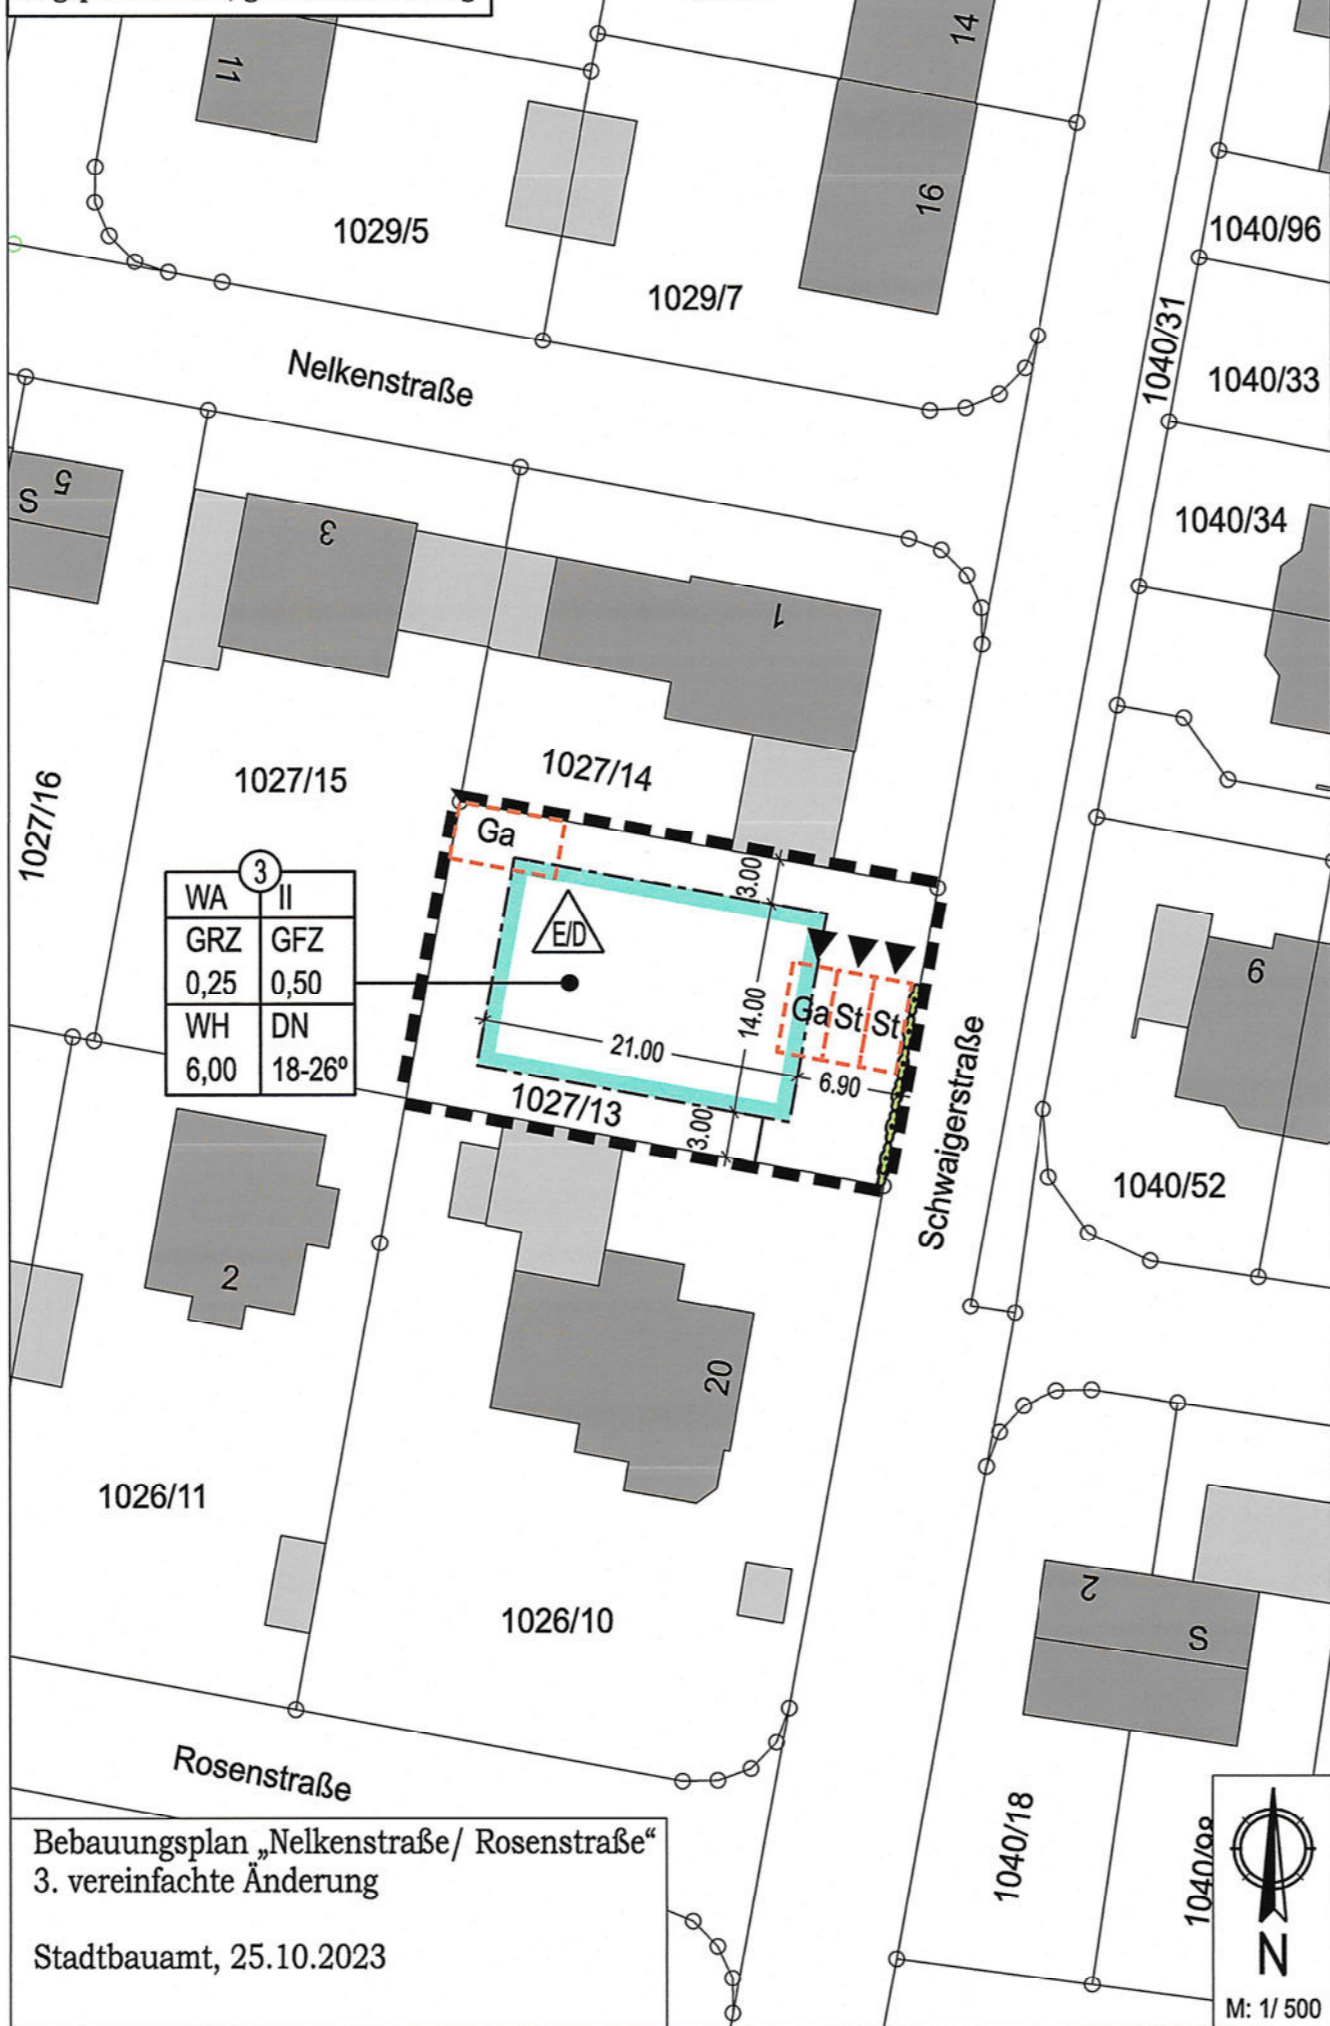 14
11
16
1029/5
1040/96
1029/7
1040/31
Nelkenstraße
1040/33
5
S
3
1040/34
1
1027/14
1027/15
1027/16
Ga
3
WA II
GRZ GFZ
0,25 0,50
WH DN
6,00 18-26º
E/D
3.00
14.00
21.00
Ga St St
6.90
3.00
1027/13
Schwaigerstraße
6
1040/52
2
20
1026/11
1026/10
2
S
Rosenstraße
1040/18
1040/98
Bebauungsplan „Nelkenstraße/ Rosenstraße“
3. vereinfachte Änderung
Stadtbauamt, 25.10.2023
N
M: 1/ 500